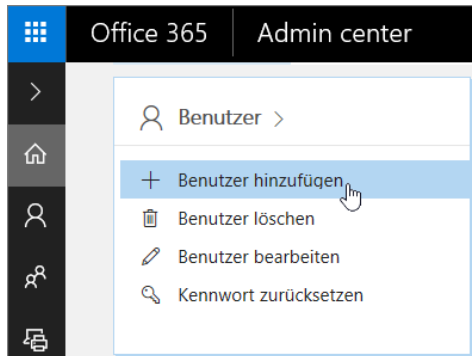 Office 365 Admin center
Benutzer
Benutzer hinzufügen
Benutzer löschen
Benutzer bearbeiten
Kennwort zurücksetzen